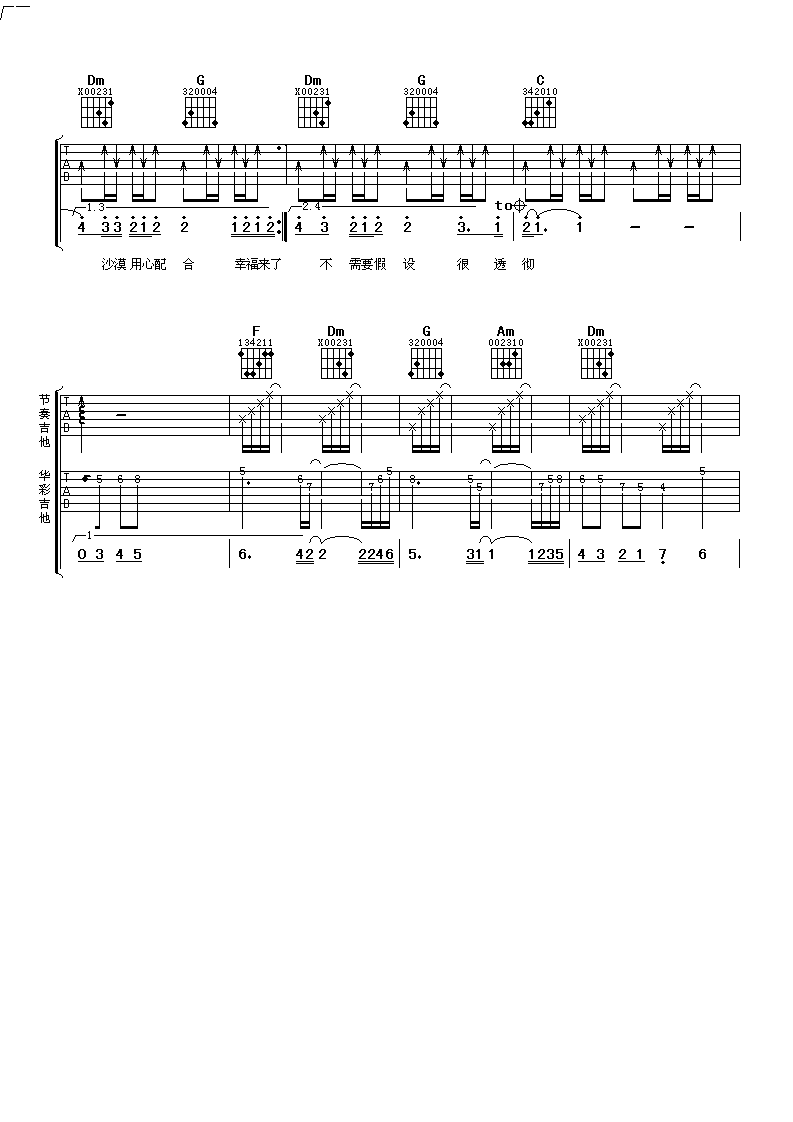 Dm G Dm G C
X00231 320004 X00231 320004 342010
T A B
1.3 2.4 to
4 33 212 2 1212 4 3 212 2 3. 1 21. 1 - -
沙漠 用心配 合 幸福来了 不 需要假 设 很 透 彻
F Dm G Am Dm
134211 X00231 320004 002310 X00231
节奏吉他 T A B -
华彩吉他 T A B 5 6 8 5 6 7 7 6 5 8 5 5 7 5 8 6 5 7 5 4 5
1
0 3 4 5 6. 42 2 2246 5. 31 1 1235 4 3 2 1 7 6